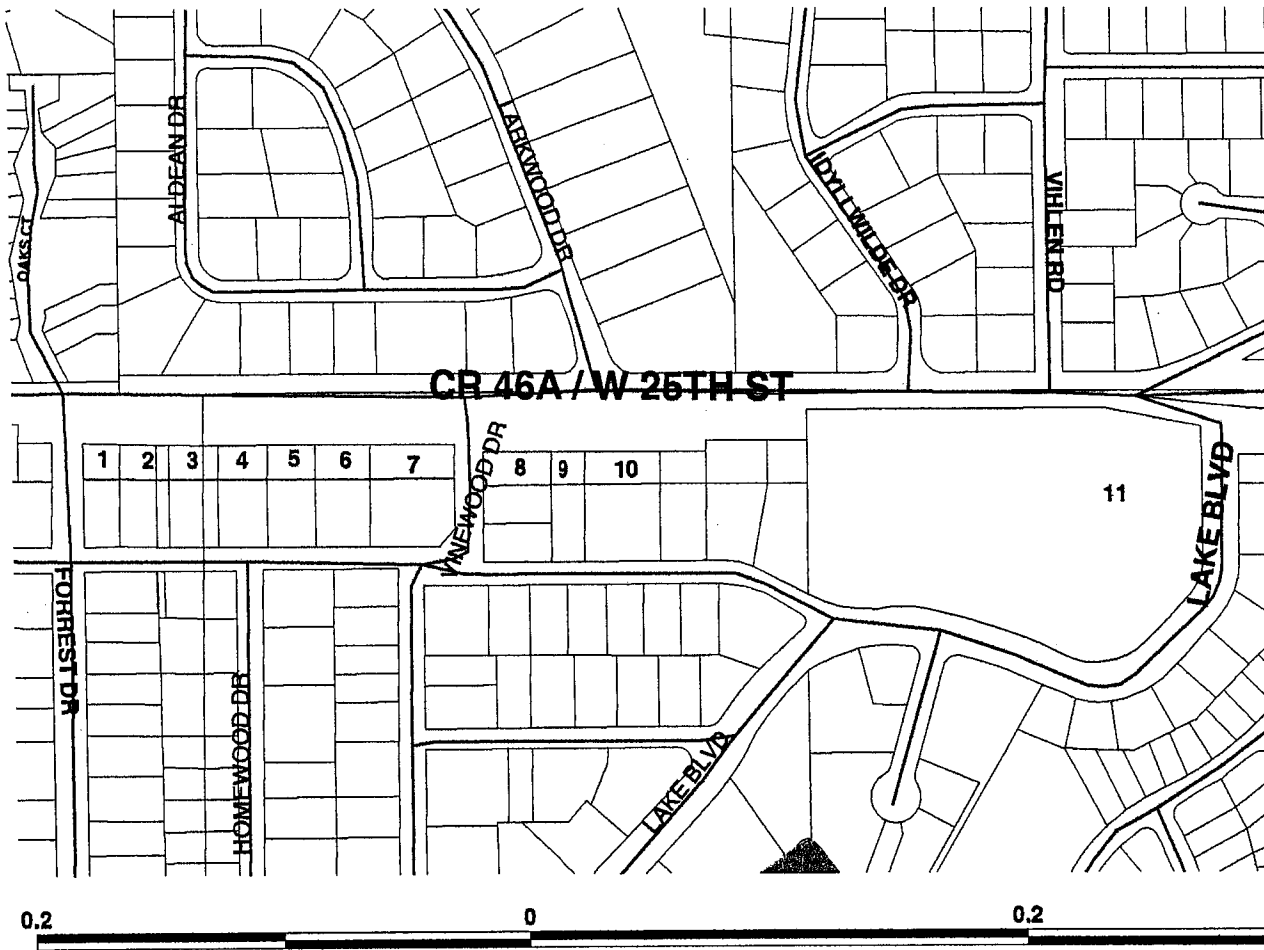 ALDEAN DR
ARKWOOD DR
IDYLLWILDE DR
VIHLEN RD
OAKS CT
CR 46A / W 25TH ST
1 2 3 4 5 6 7
VINEWOOD DR
8 9 10
11
LAKE BLVD
FORREST DR
HOMEWOOD DR
LAKE BLVD
0.2 0 0.2